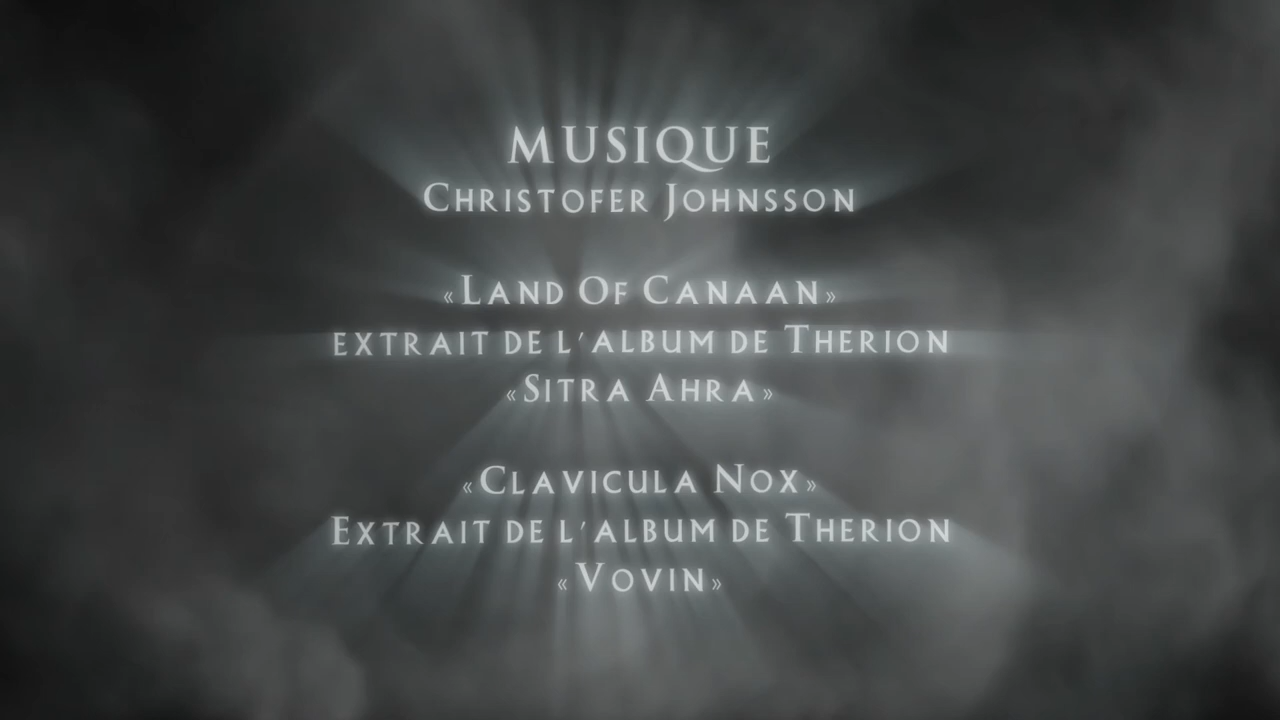 MUSIQUE
Christofer Johnsson
«Land Of Canaan»
extrait de l'album de Therion
«Sitra Ahra»
«Clavicula Nox»
Extrait de l'album de Therion
«Vovin»